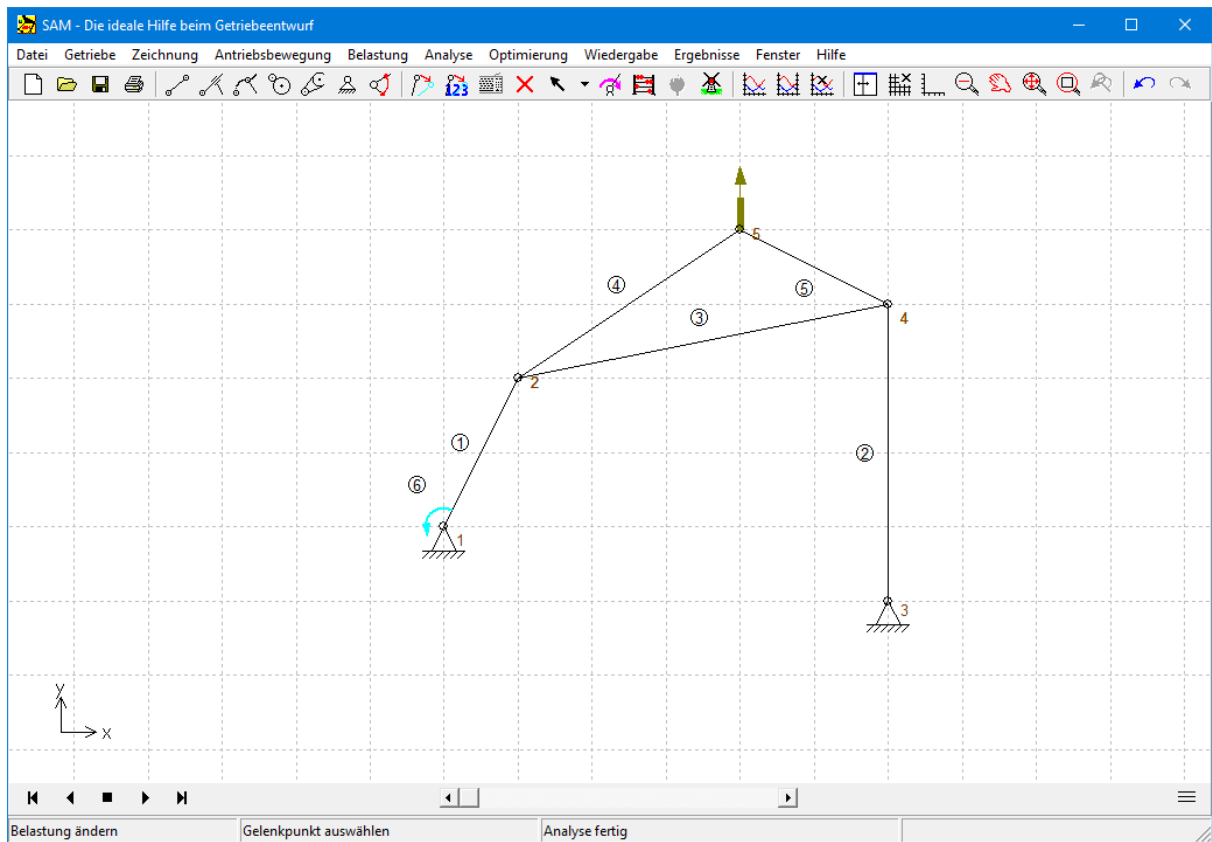 SAM - Die ideale Hilfe beim Getriebeentwurf
Datei Getriebe Zeichnung Antriebsbewegung Belastung Analyse Optimierung Wiedergabe Ergebnisse Fenster Hilfe
123
5
4
5
3
4
2
1
2
6
1
3
y
x
Belastung ändern Gelenkpunkt auswählen Analyse fertig